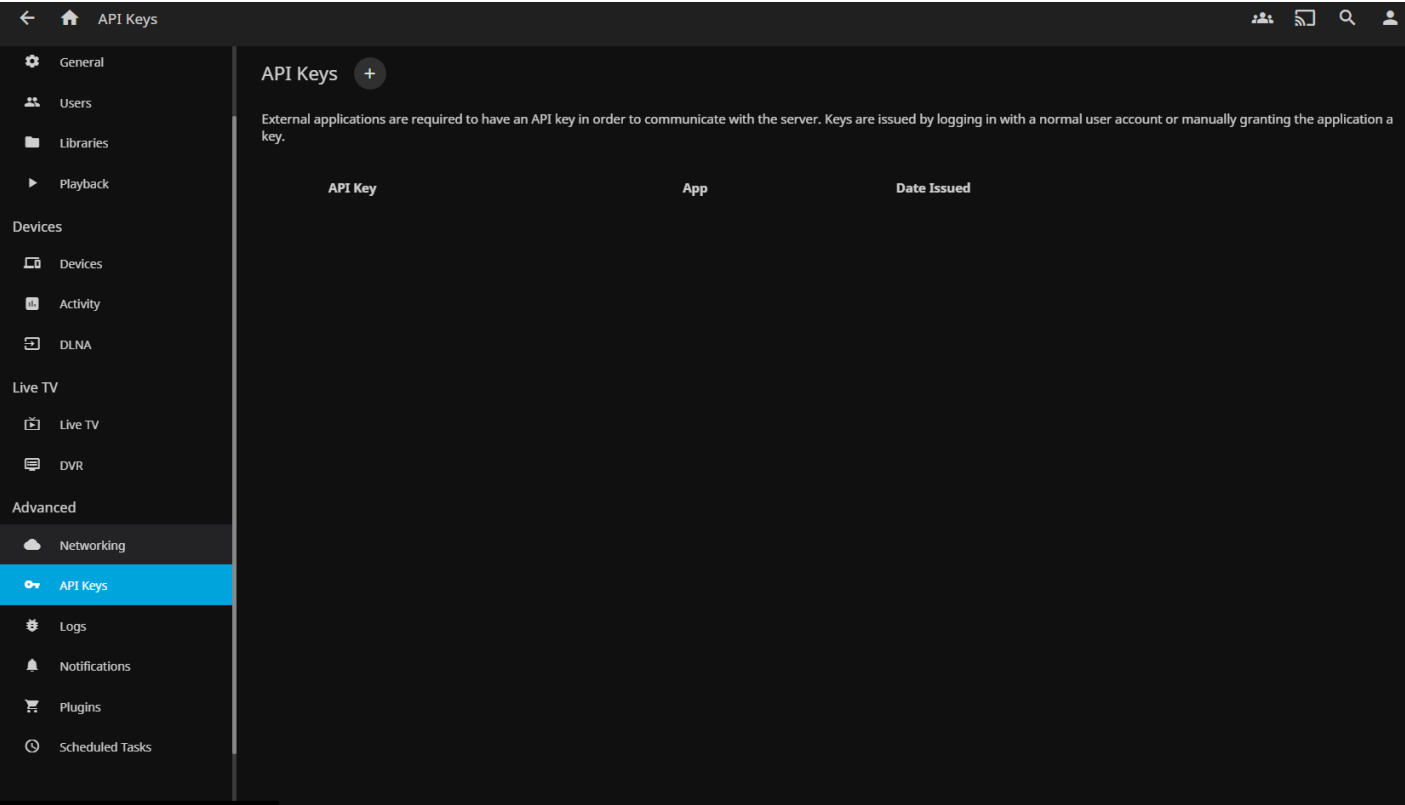 API Keys
General
Users
Libraries
Playback
Devices
Devices
Activity
DLNA
Live TV
Live TV
DVR
Advanced
Networking
API Keys
Logs
Notifications
Plugins
Scheduled Tasks
API Keys +
External applications are required to have an API key in order to communicate with the server. Keys are issued by logging in with a normal user account or manually granting the application a
key.
API Key App Date Issued